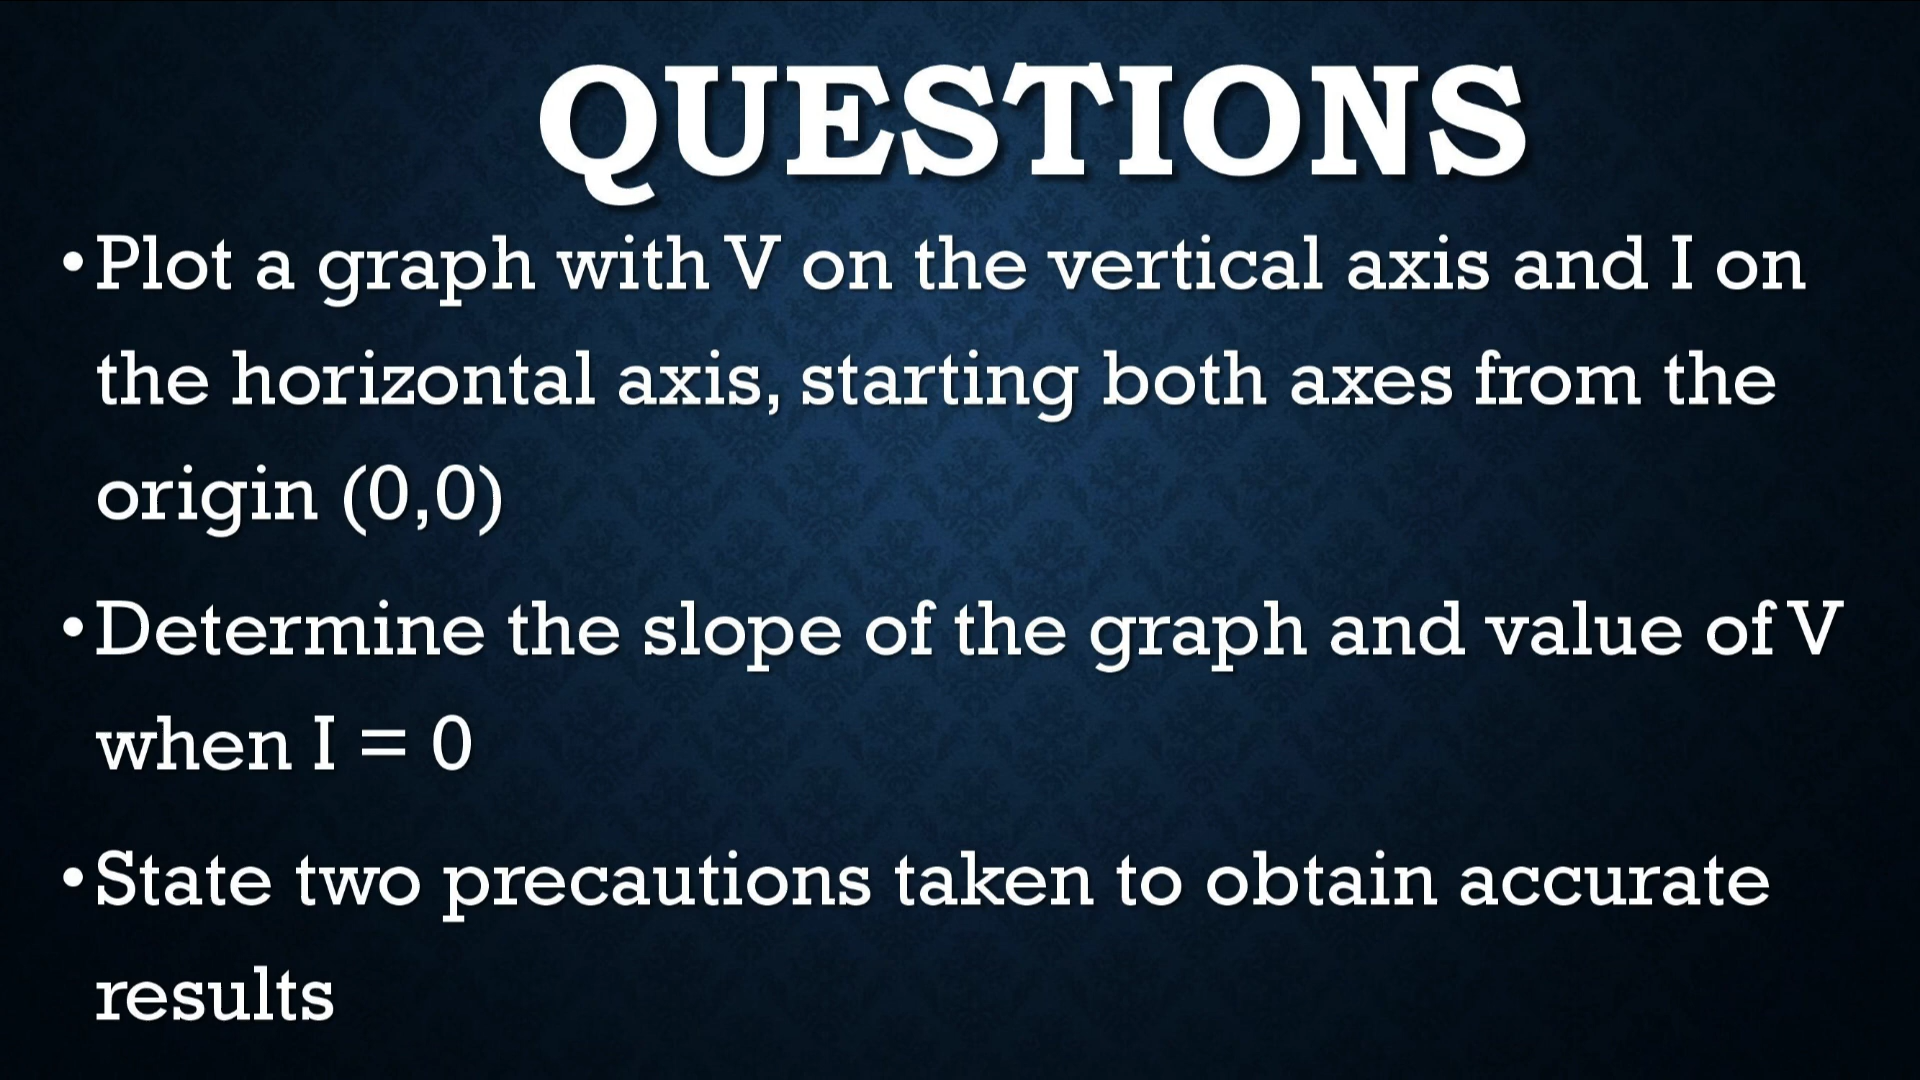 QUESTIONS
•Plot a graph with V on the vertical axis and I on
the horizontal axis, starting both axes from the
origin (0,0)
•Determine the slope of the graph and value of V
when I = 0
•State two precautions taken to obtain accurate
results